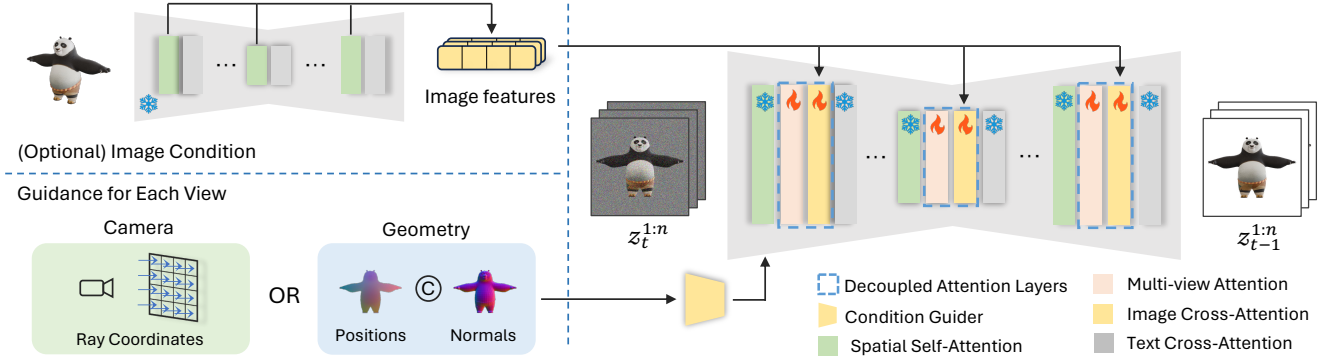 Image features
(Optional) Image Condition
Guidance for Each View
Camera
Ray Coordinates
OR
Geometry
©
Positions
Normals
z_t^{1:n}
z_{t-1}^{1:n}
Decoupled Attention Layers
Condition Guider
Spatial Self-Attention
Multi-view Attention
Image Cross-Attention
Text Cross-Attention